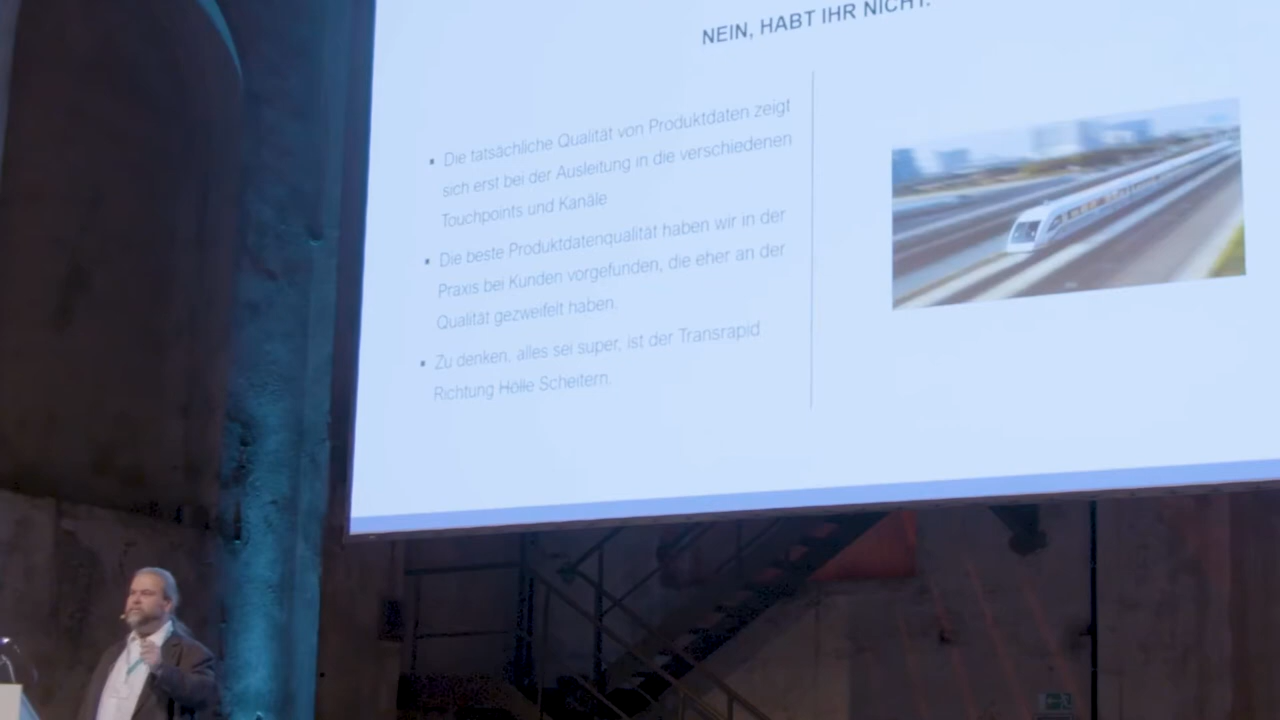 NEIN, HABT IHR NICHT.
▪ Die tatsächliche Qualität von Produktdaten zeigt
sich erst bei der Ausleitung in die verschiedenen
Touchpoints und Kanäle
▪ Die beste Produktdatenqualität haben wir in der
Praxis bei Kunden vorgefunden, die eher an der
Qualität gezweifelt haben.
▪ Zu denken, alles sei super, ist der Transrapid
Richtung Hölle Scheitern.